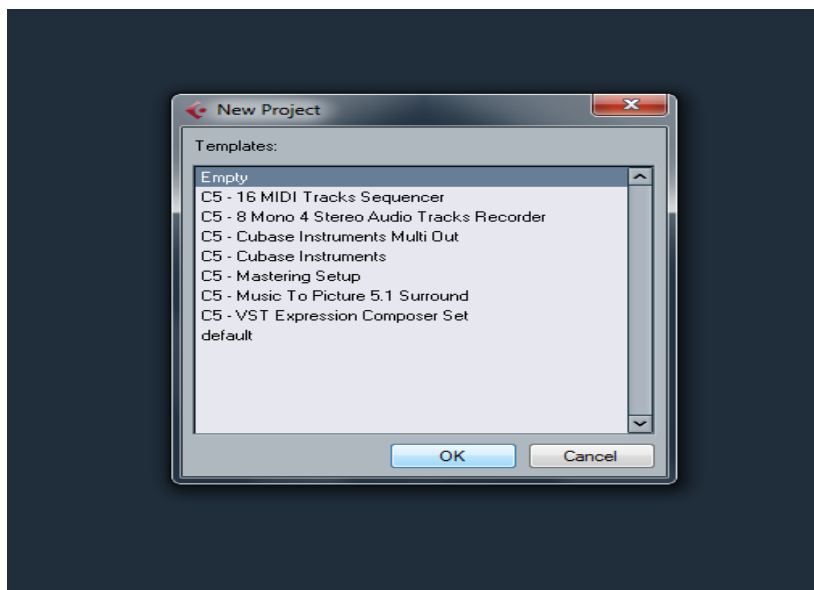 New Project
Templates:
Empty
C5 - 16 MIDI Tracks Sequencer
C5 - 8 Mono 4 Stereo Audio Tracks Recorder
C5 - Cubase Instruments Multi Out
C5 - Cubase Instruments
C5 - Mastering Setup
C5 - Music To Picture 5.1 Surround
C5 - VST Expression Composer Set
default
OK Cancel